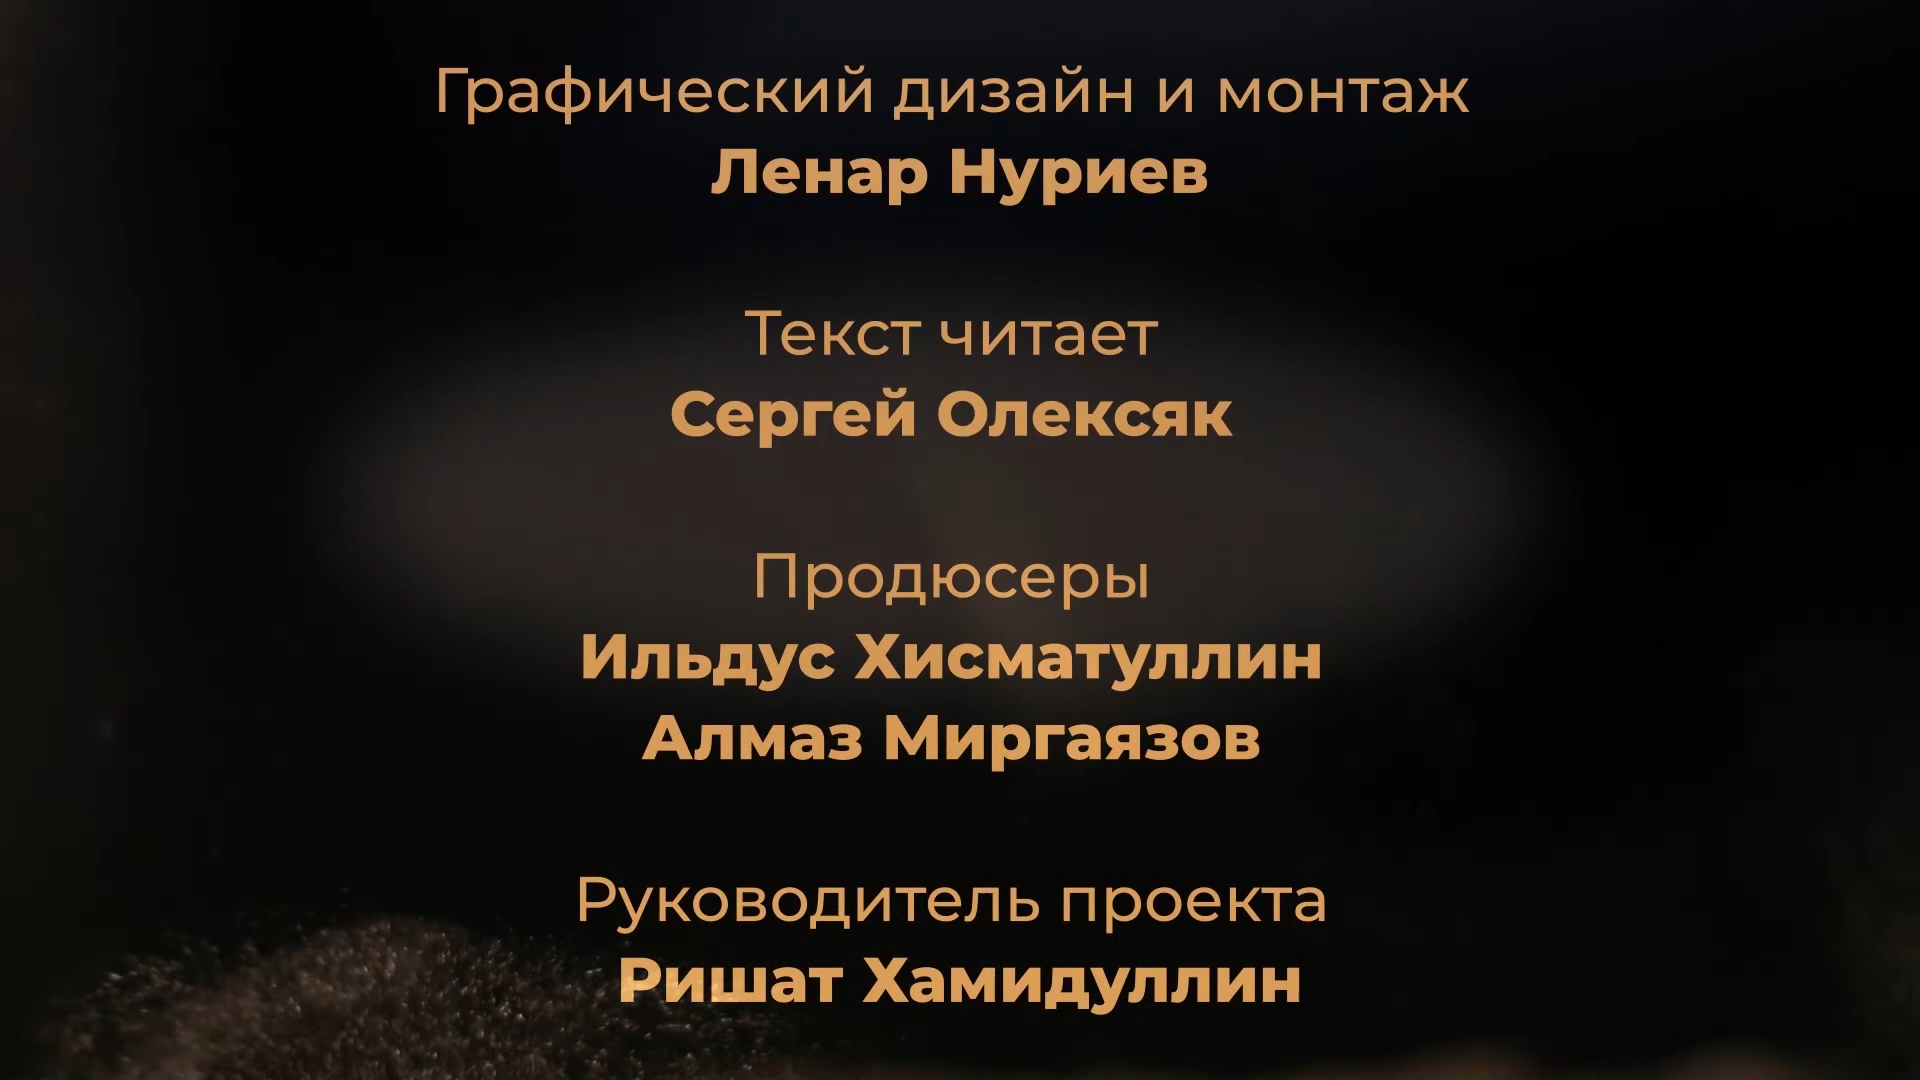 Графический дизайн и монтаж
Ленар Нуриев
Текст читает
Сергей Олексяк
Продюсеры
Ильдус Хисматуллин
Алмаз Миргаязов
Руководитель проекта
Ришат Хамидуллин